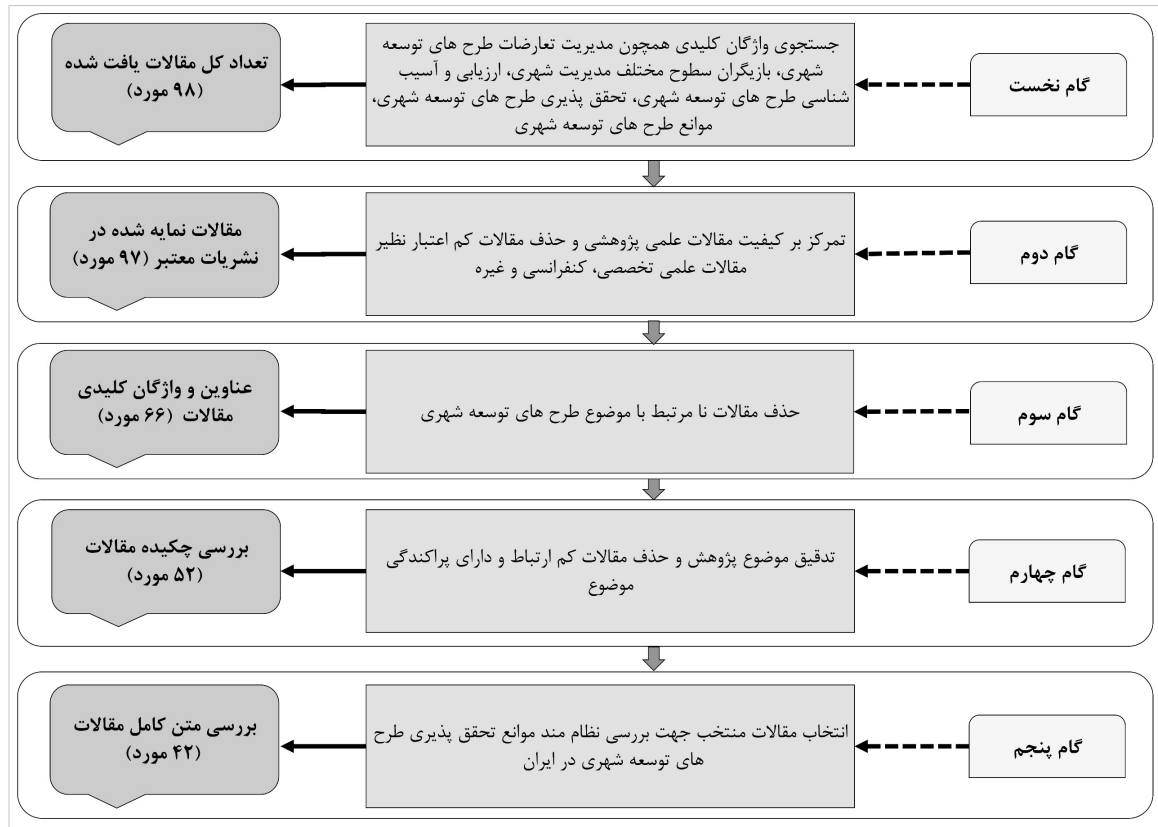 گام نخست
جستجوی واژگان کلیدی همچون مدیریت تعارضات طرح های توسعه
شهری، بازیگران سطوح مختلف مدیریت شهری، ارزیابی و آسیب
شناسی طرح های توسعه شهری، تحقق پذیری طرح های توسعه شهری،
موانع طرح های توسعه شهری
تعداد کل مقالات یافت شده
(۹۸ مورد)
گام دوم
تمرکز بر کیفیت مقالات علمی پژوهشی و حذف مقالات کم اعتبار نظیر
مقالات علمی تخصصی، کنفرانسی و غیره
مقالات نمایه شده در
نشریات معتبر (۹۷ مورد)
گام سوم
حذف مقالات نا مرتبط با موضوع طرح های توسعه شهری
عناوین و واژگان کلیدی
مقالات (۶۶ مورد)
گام چهارم
تدقیق موضوع پژوهش و حذف مقالات کم ارتباط و دارای پراکندگی
موضوع
بررسی چکیده مقالات
(۵۲ مورد)
گام پنجم
انتخاب مقالات منتخب جهت بررسی نظام مند موانع تحقق پذیری طرح
های توسعه شهری در ایران
بررسی متن کامل مقالات
(۴۲ مورد)